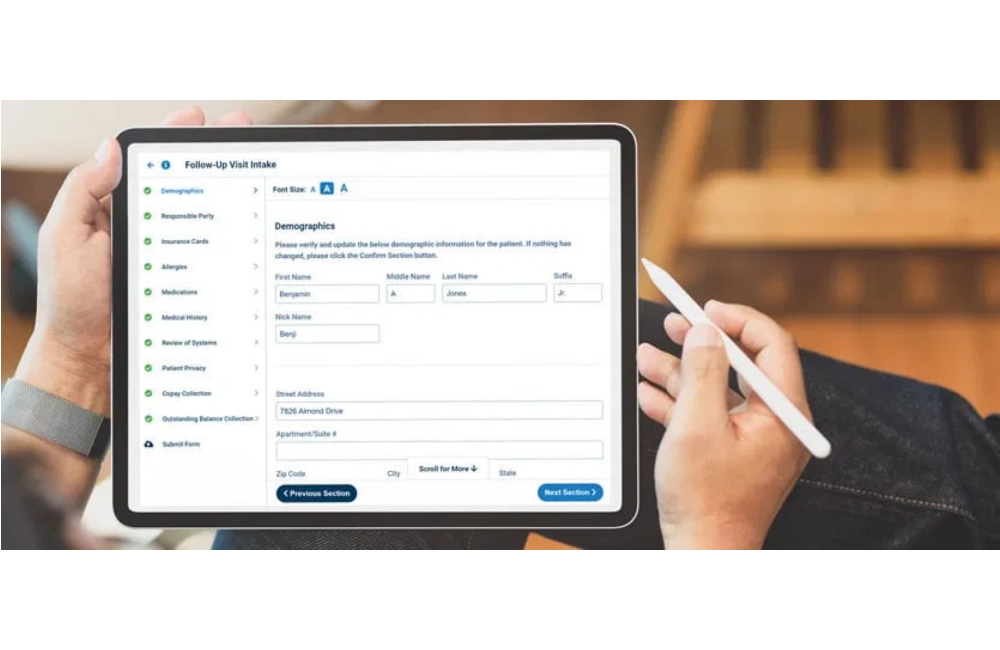 Follow-Up Visit Intake
Demographics
Responsible Party
Insurance Cards
Allergies
Medications
Medical History
Review of Systems
Patient Privacy
Copay Collection
Outstanding Balance Collection
Submit Form
Font Size: A A A
Demographics
Please verify and update the below demographic information for the patient. If nothing has
changed, please click the Confirm Section button.
First Name Middle Name Last Name Suffix
Benjamin A Jones Jr.
Nick Name
Benji
Street Address
7826 Almond Drive
Apartment/Suite #
Zip Code City State
Scroll for More
Previous Section Next Section